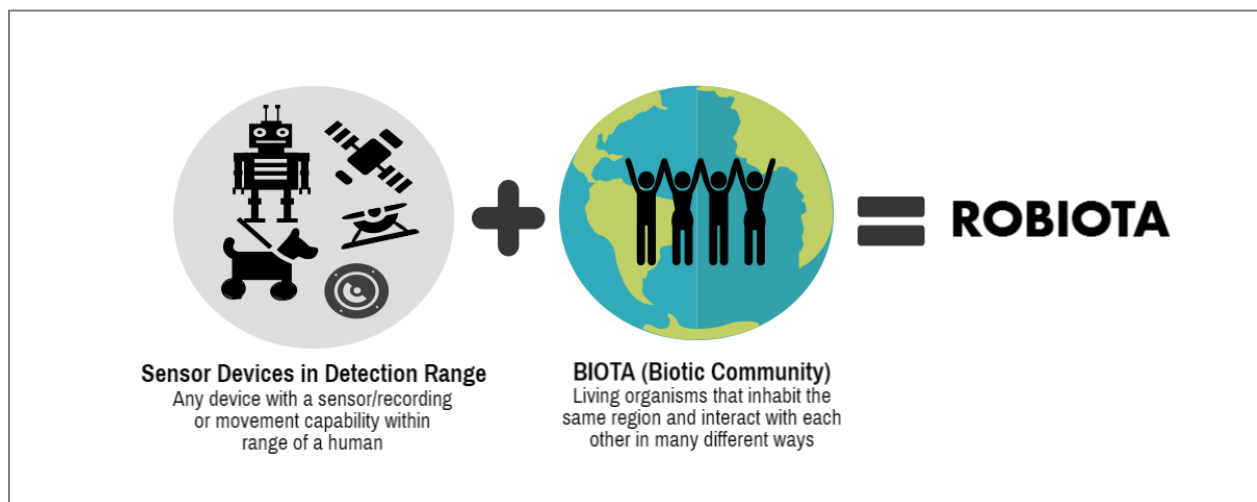 ROBIOTA
Sensor Devices in Detection Range
Any device with a sensor/recording
or movement capability within
range of a human
BIOTA (Biotic Community)
Living organisms that inhabit the
same region and interact with each
other in many different ways